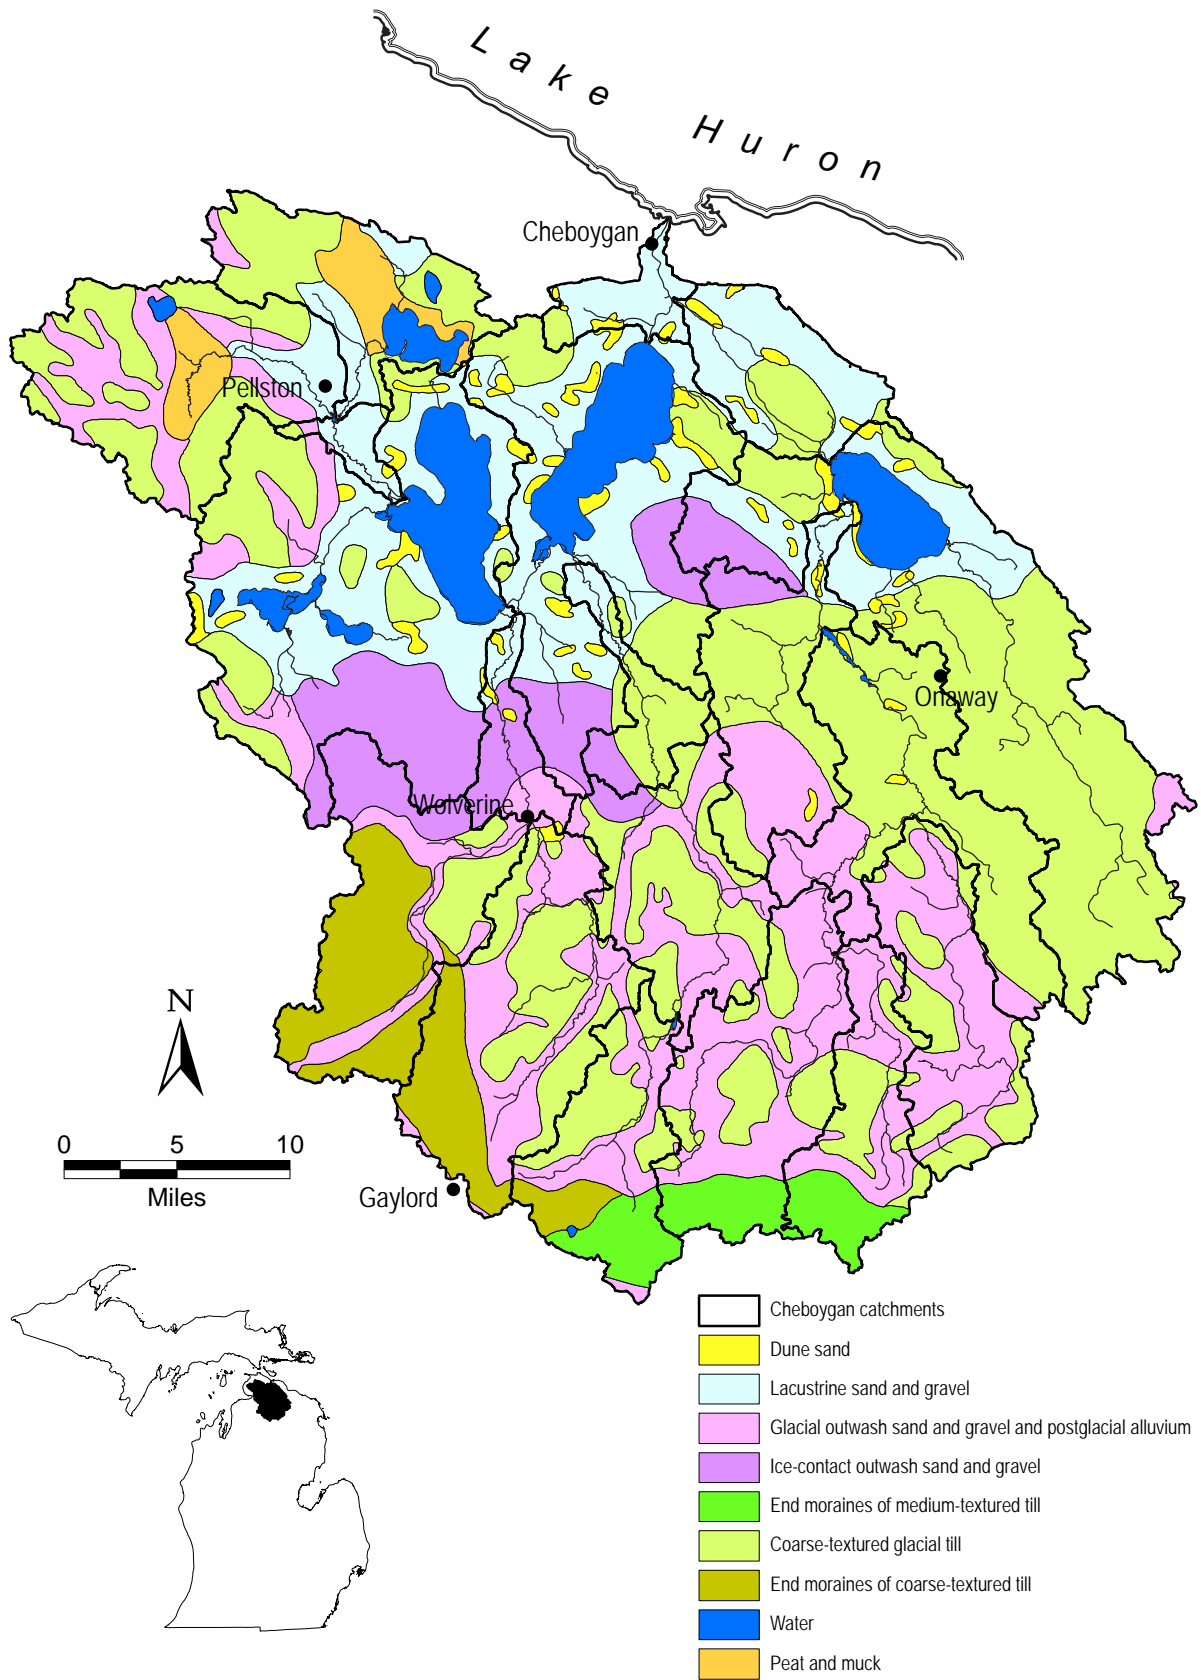 Lake Huron
Cheboygan
Pellston
Onaway
Wolverine
N
0 5 10
Miles
Gaylord
Cheboygan catchments
Dune sand
Lacustrine sand and gravel
Glacial outwash sand and gravel and postglacial alluvium
Ice-contact outwash sand and gravel
End moraines of medium-textured till
Coarse-textured glacial till
End moraines of coarse-textured till
Water
Peat and muck